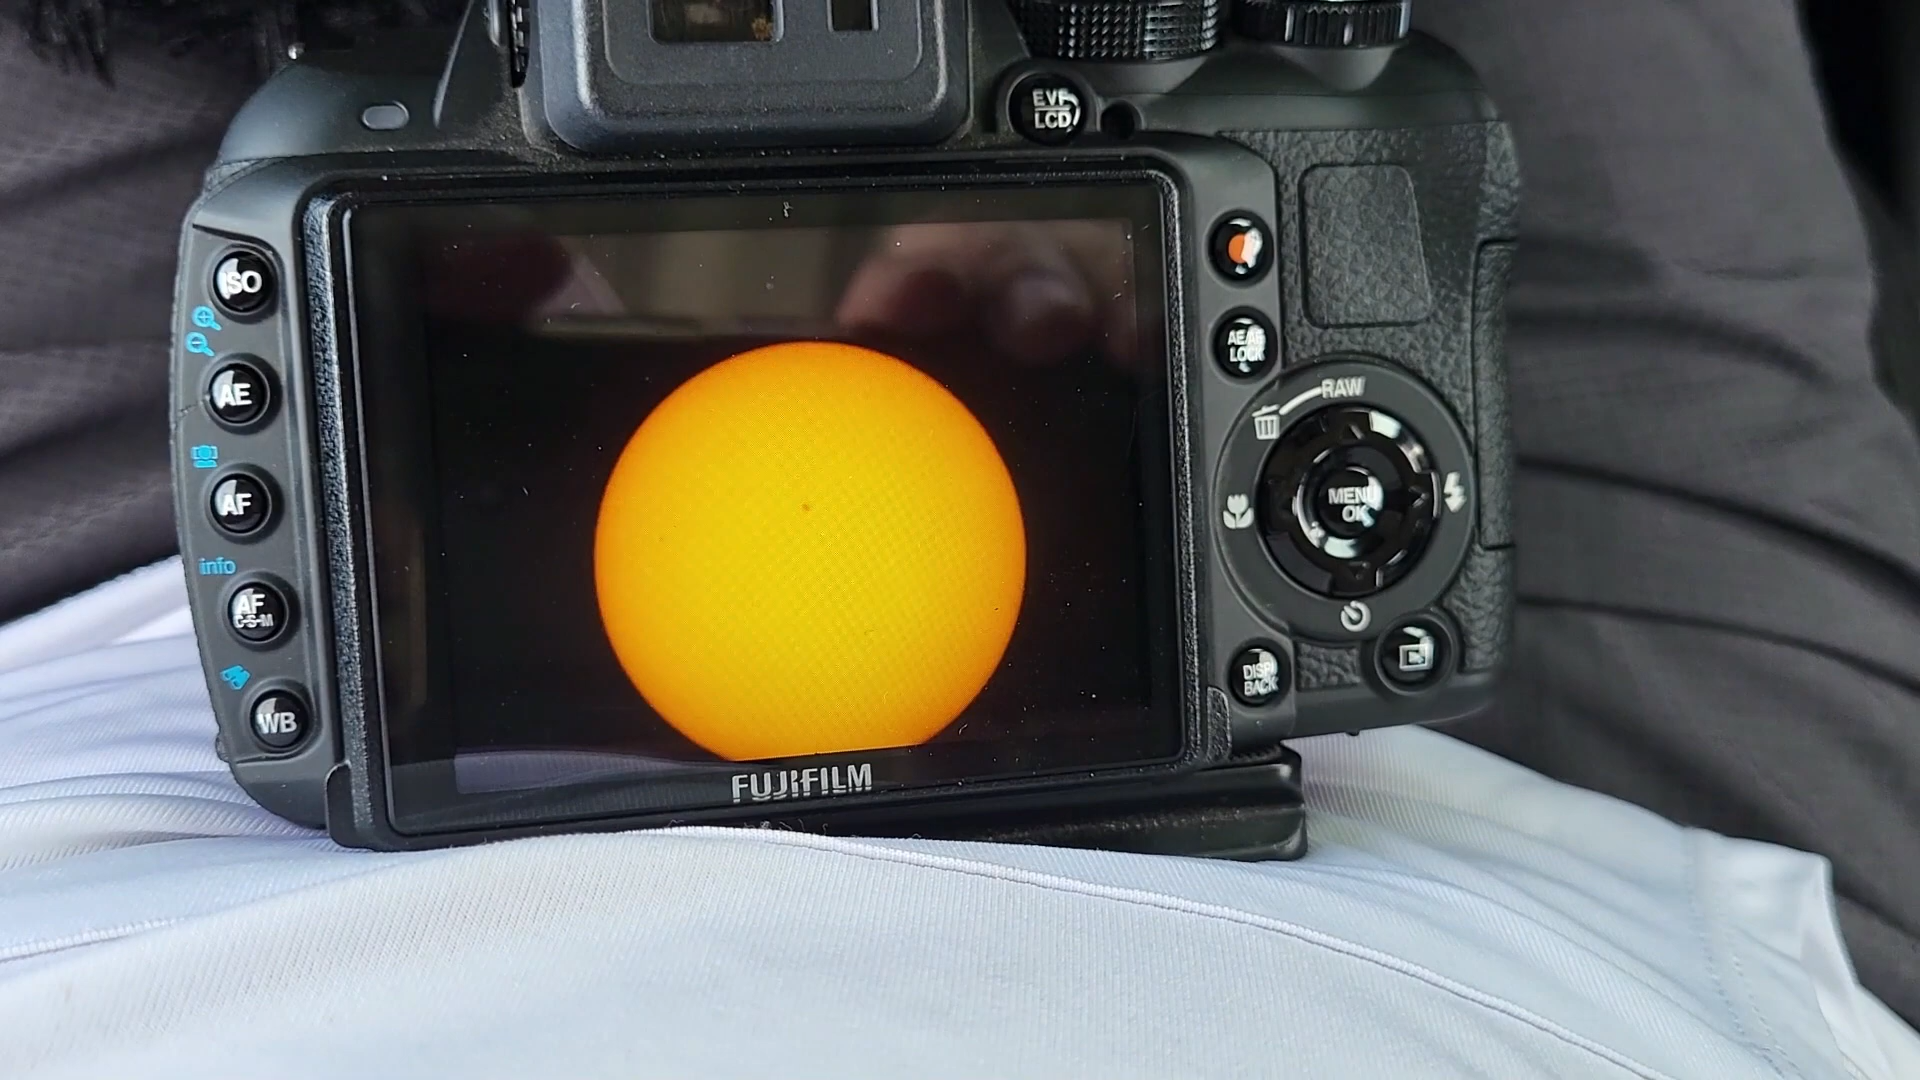 EVF
LCD
ISO
AE
AF
info
AF
C-S-M
WB
AE/AF
LOCK
RAW
MENU
OK
DISP
BACK
FUJIFILM